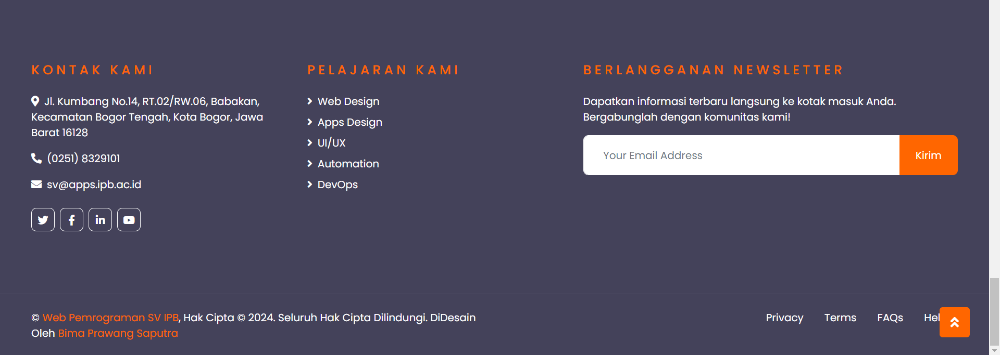 KONTAK KAMI
Jl. Kumbang No.14, RT.02/RW.06, Babakan,
Kecamatan Bogor Tengah, Kota Bogor, Jawa
Barat 16128
(0251) 8329101
sv@apps.ipb.ac.id
PELAJARAN KAMI
Web Design
Apps Design
UI/UX
Automation
DevOps
BERLANGGANAN NEWSLETTER
Dapatkan informasi terbaru langsung ke kotak masuk Anda.
Bergabunglah dengan komunitas kami!
Your Email Address
Kirim
© Web Pemrograman SV IPB, Hak Cipta © 2024. Seluruh Hak Cipta Dilindungi. DiDesain
Oleh Bima Prawang Saputra
Privacy Terms FAQs